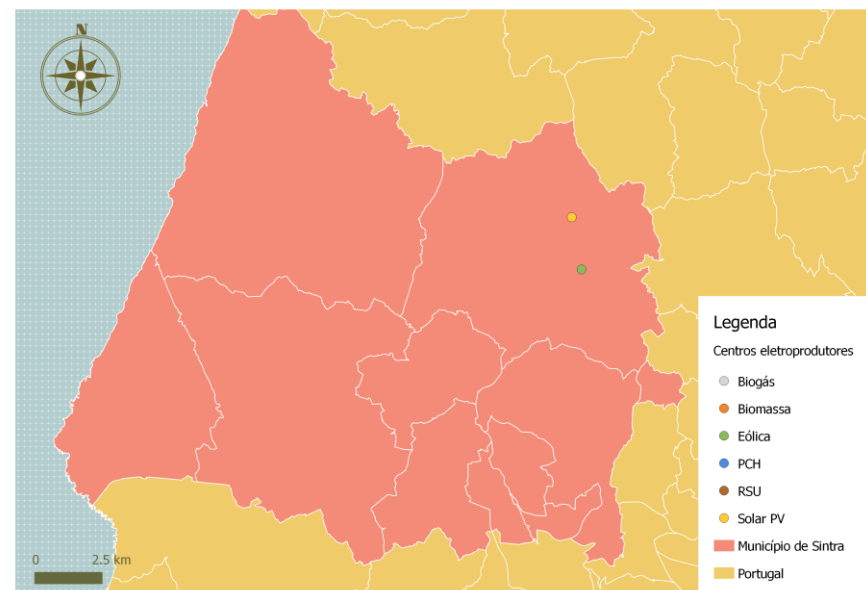 N
Legenda
Centros eletroprodutores
Biogás
Biomassa
Eólica
PCH
RSU
Solar PV
Município de Sintra
Portugal
0 2.5 km